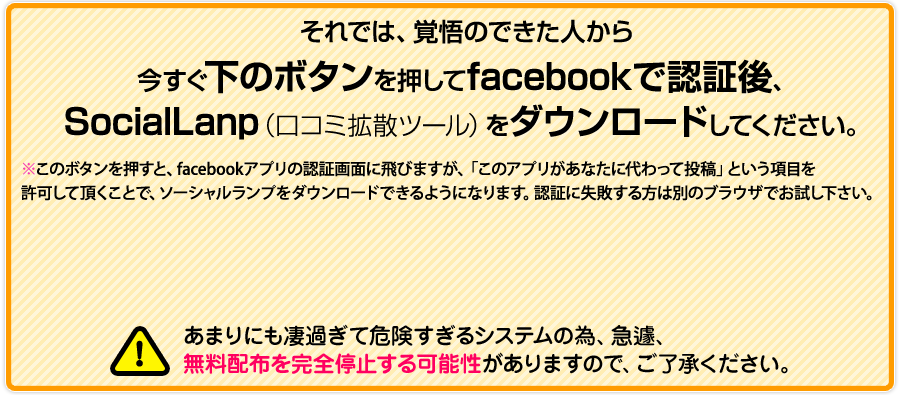 それでは、覚悟のできた人から
今すぐ下のボタンを押してfacebookで認証後、
SocialLanp（口コミ拡散ツール）をダウンロードしてください。
※このボタンを押すと、facebookアプリの認証画面に飛びますが、「このアプリがあなたに代わって投稿」という項目を
許可して頂くことで、ソーシャルランプをダウンロードできるようになります。認証に失敗する方は別のブラウザでお試し下さい。
あまりにも凄過ぎて危険すぎるシステムの為、急遽、
無料配布を完全停止する可能性がありますので、ご了承ください。